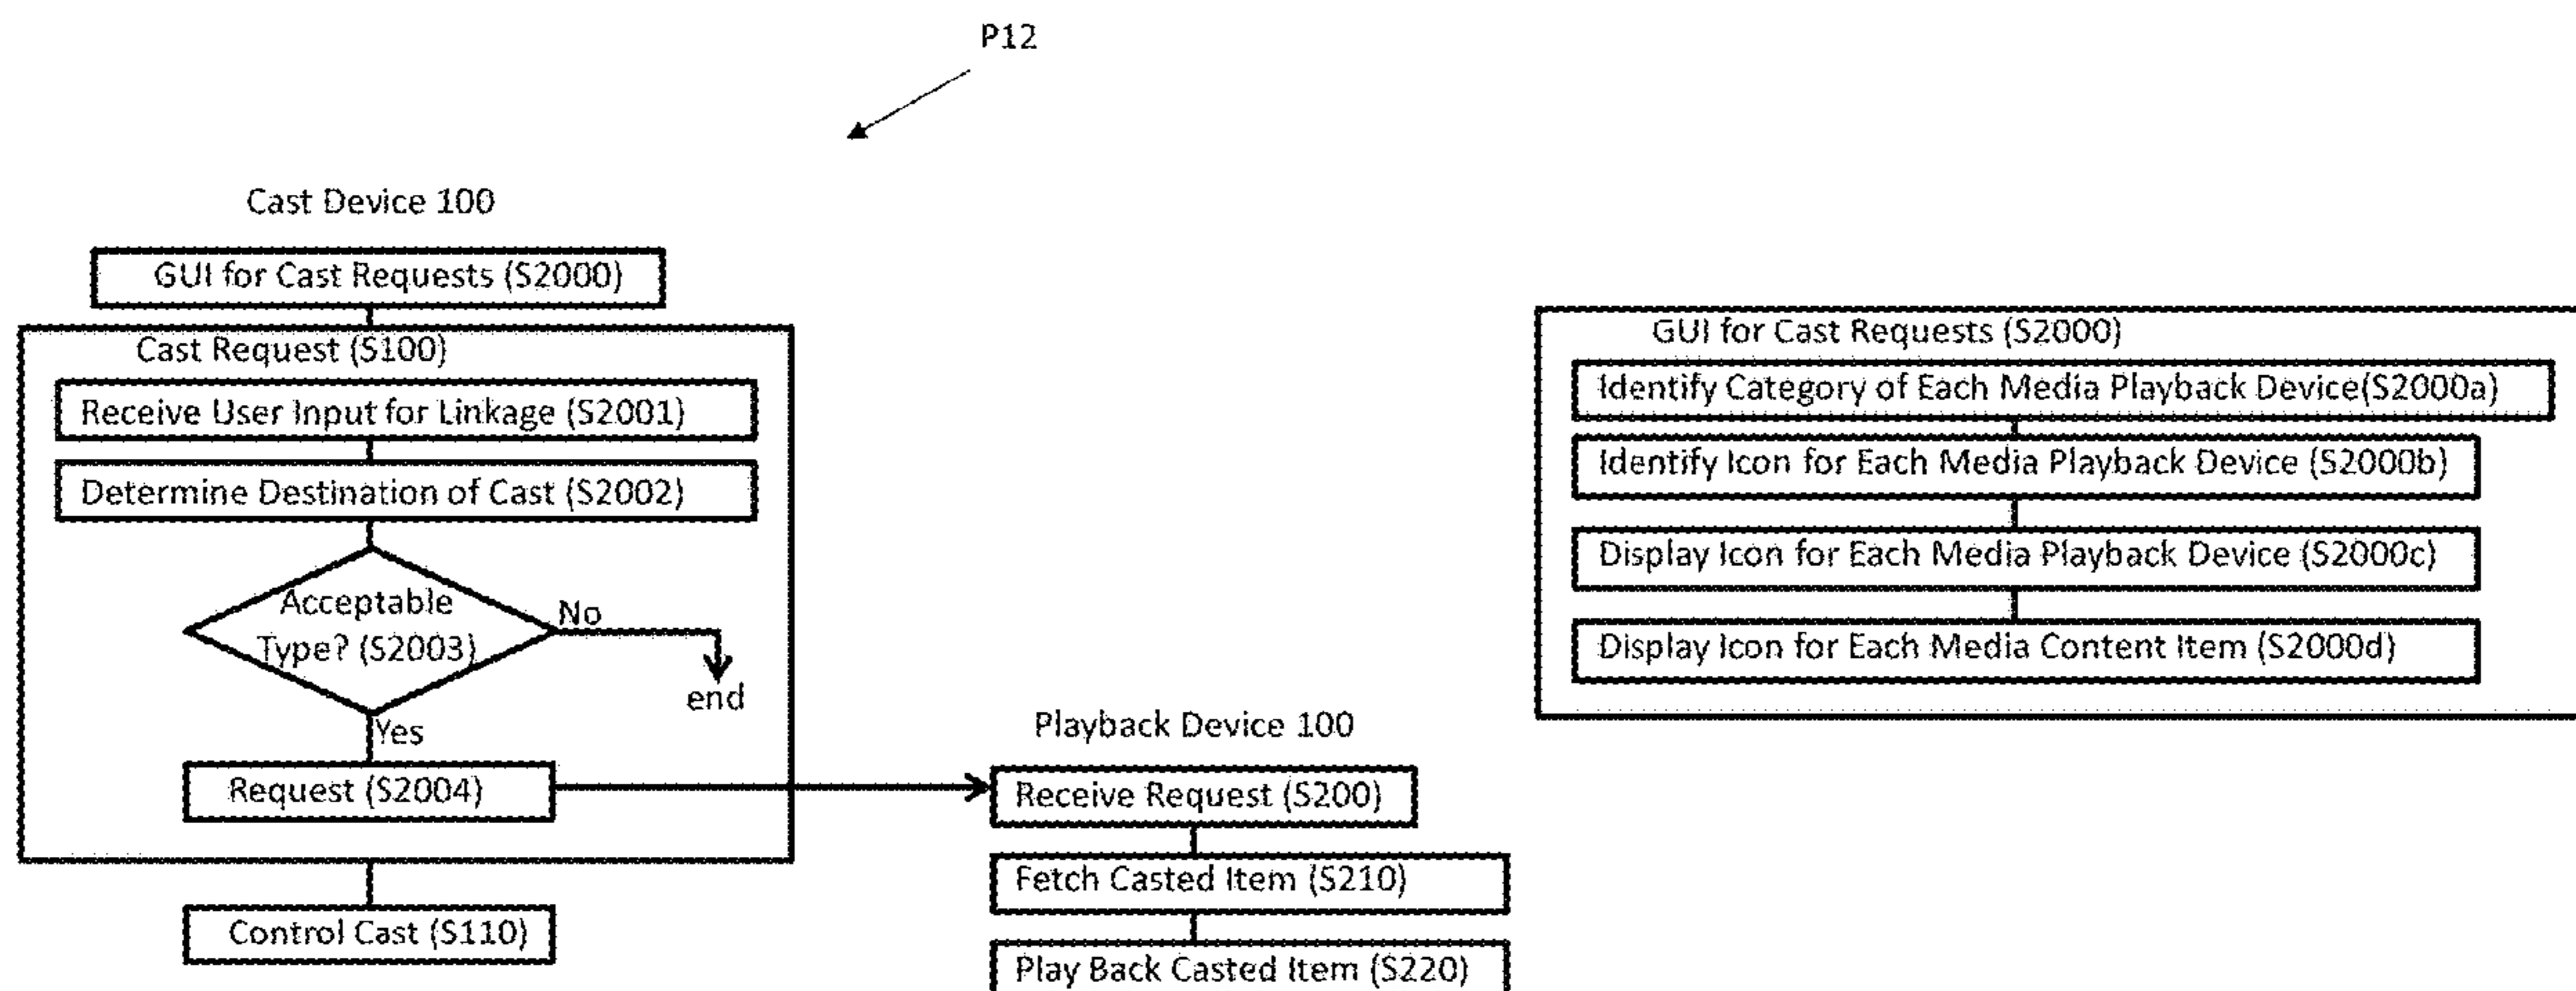 P12
Cast Device 100
GUI for Cast Requests (S2000)
Cast Request (S100)
Receive User Input for Linkage (S2001)
Determine Destination of Cast (S2002)
Acceptable
Type? (S2003)
No
end
Yes
Request (S2004)
Control Cast (S110)
Playback Device 100
Receive Request (S200)
Fetch Casted Item (S210)
Play Back Casted Item (S220)
GUI for Cast Requests (S2000)
Identify Category of Each Media Playback Device(S2000a)
Identify Icon for Each Media Playback Device (S2000b)
Display Icon for Each Media Playback Device (S2000c)
Display Icon for Each Media Content Item (S2000d)